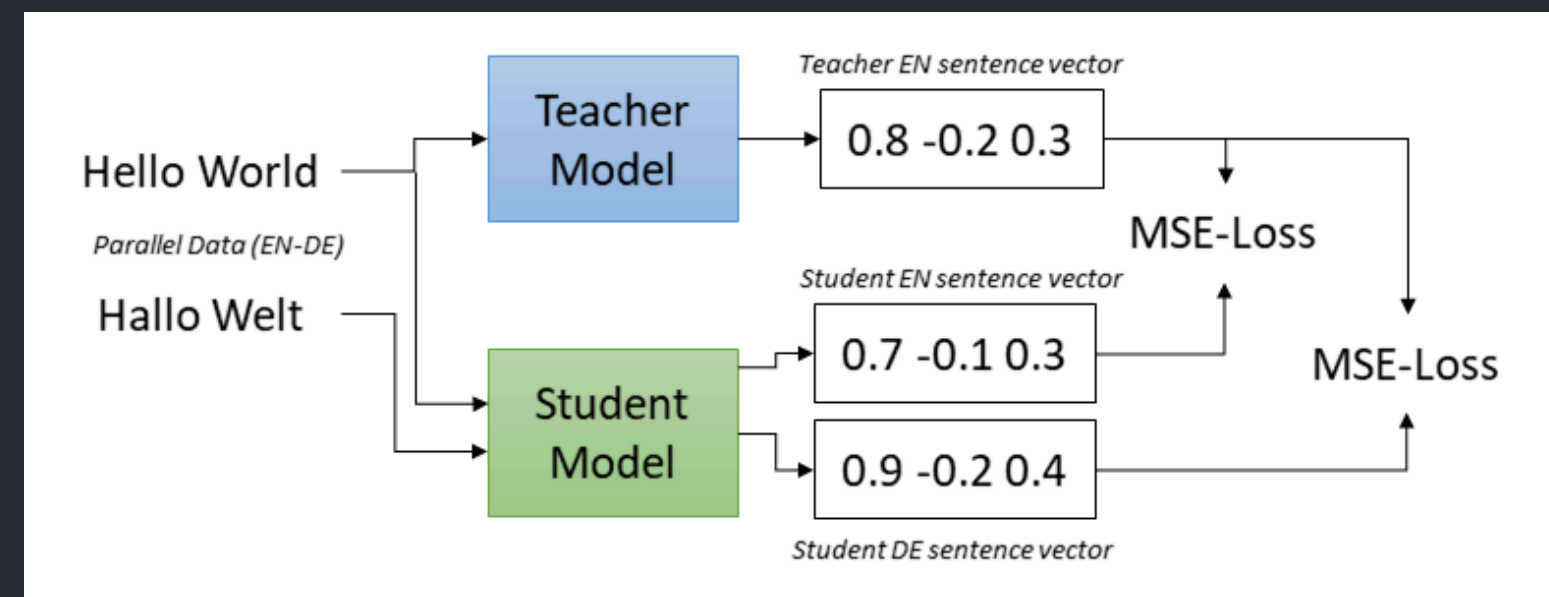 Teacher EN sentence vector
Teacher
Model
0.8 -0.2 0.3
Hello World
MSE-Loss
Parallel Data (EN-DE)
Student EN sentence vector
Hallo Welt
0.7 -0.1 0.3
MSE-Loss
Student
Model
0.9 -0.2 0.4
Student DE sentence vector